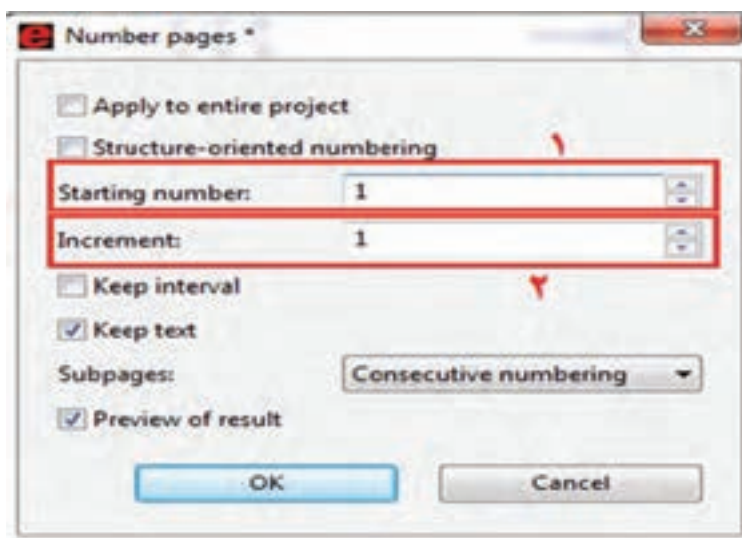 Number pages *
Apply to entire project
Structure-oriented numbering
۱
Starting number: 1
Increment: 1
۲
Keep interval
Keep text
Subpages: Consecutive numbering
Preview of result
OK Cancel